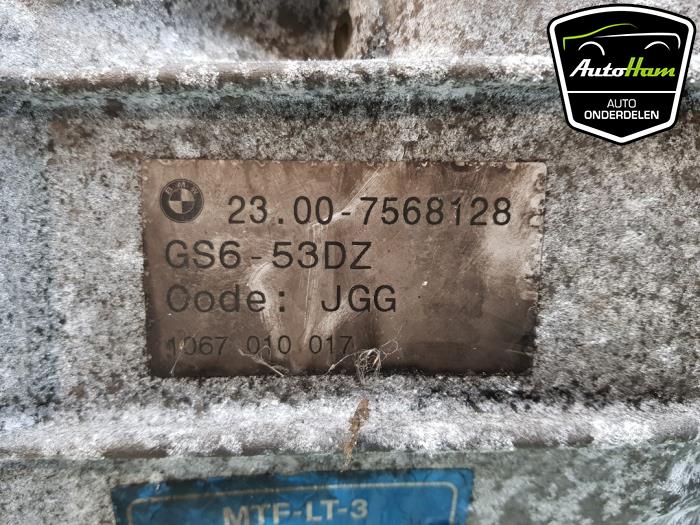 AutoHam
AUTO
ONDERDELEN
23.00-7568128
GS6-53DZ
Code: JGG
1067 010 017
MTF-LT-3